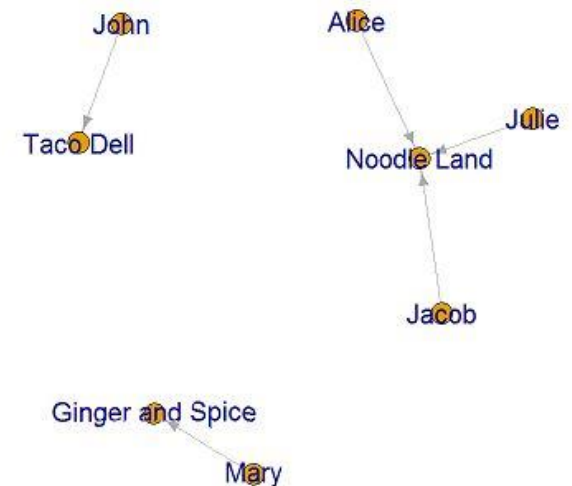 John
Alice
Taco Dell
Julie
Noodle Land
Jacob
Ginger and Spice
Mary